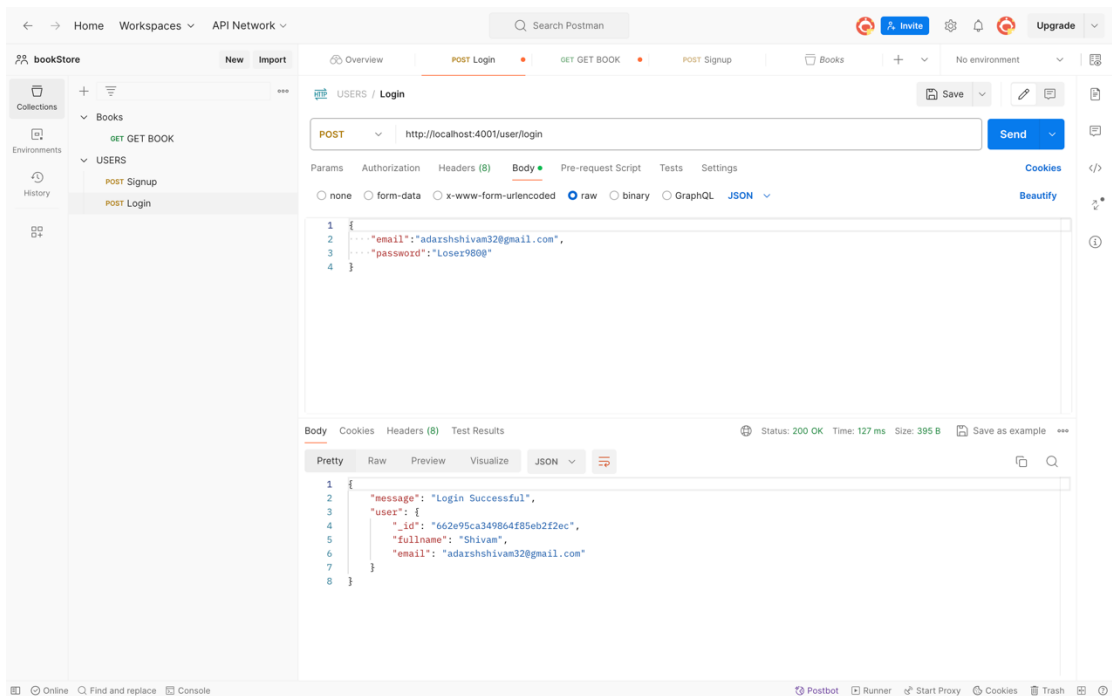 ← → Home Workspaces API Network Search Postman Invite Upgrade
bookStore New Import Overview POST Login GET GET BOOK POST Signup Books + No environment
Collections
Environments
History
Books
GET GET BOOK
USERS
POST Signup
POST Login
HTTP USERS / Login Save
POST http://localhost:4001/user/login Send
Params Authorization Headers (8) Body Pre-request Script Tests Settings Cookies
none form-data x-www-form-urlencoded raw binary GraphQL JSON Beautify
1 {
2 ····"email":"adarshshivam32@gmail.com",
3 ····"password":"Loser980@"
4 }
Body Cookies Headers (8) Test Results Status: 200 OK Time: 127 ms Size: 395 B Save as example
Pretty Raw Preview Visualize JSON
1 {
2 "message": "Login Successful",
3 "user": {
4 "_id": "662e95ca349864f85eb2f2ec",
5 "fullname": "Shivam",
6 "email": "adarshshivam32@gmail.com"
7 }
8 }
Online Find and replace Console Postbot Runner Start Proxy Cookies Trash